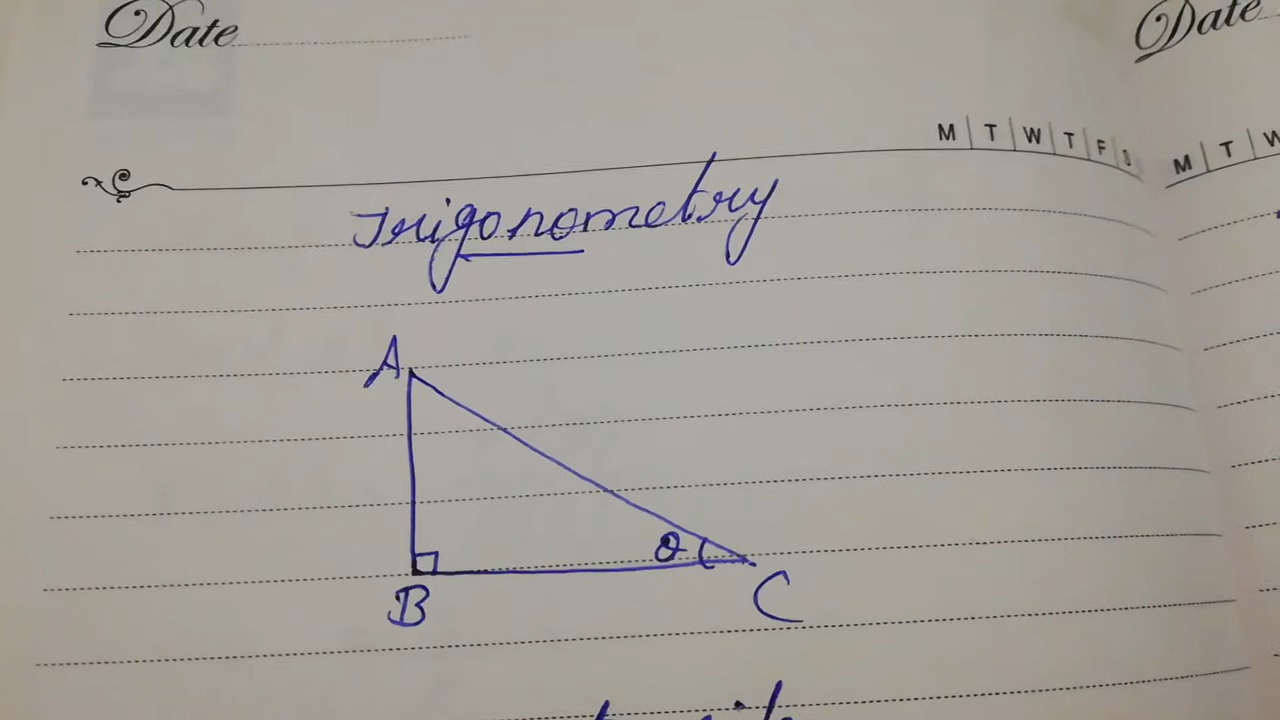 Date Date
M T W T F S M T W
Trigonometry
A
θ
B C